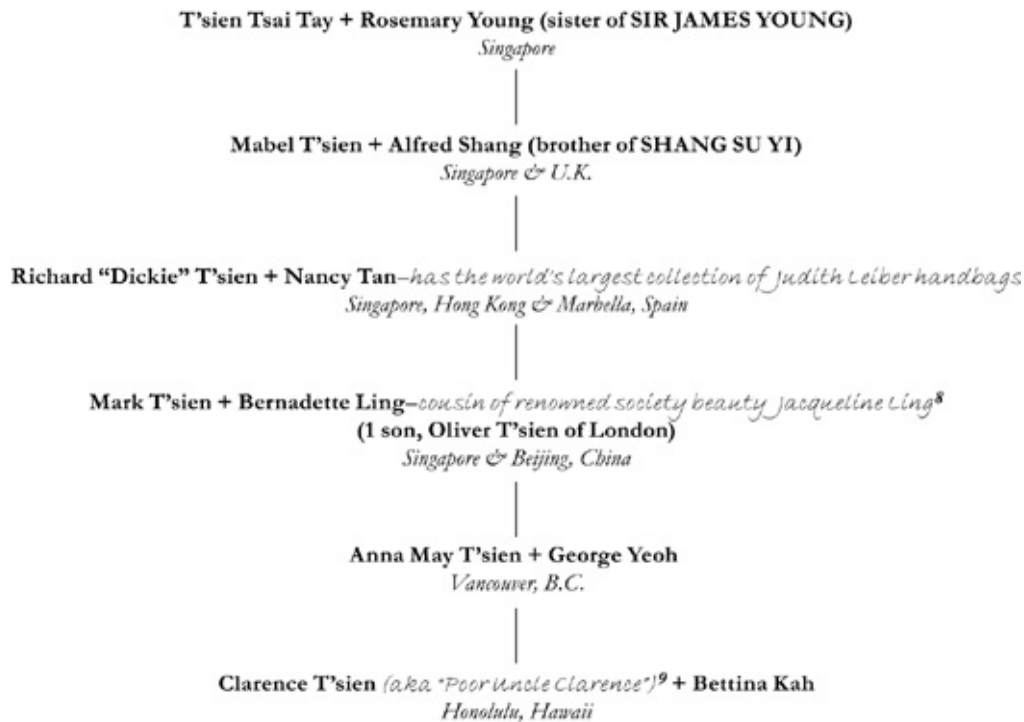 T'sien Tsai Tay + Rosemary Young (sister of SIR JAMES YOUNG)
Singapore
Mabel T'sien + Alfred Shang (brother of SHANG SU YI)
Singapore & U.K.
Richard “Dickie” T'sien + Nancy Tan—has the world's largest collection of Judith Leiber handbags
Singapore, Hong Kong & Marbella, Spain
Mark T'sien + Bernadette Ling—cousin of renowned society beauty Jacqueline Ling⁸
(1 son, Oliver T'sien of London)
Singapore & Beijing, China
Anna May T'sien + George Yeoh
Vancouver, B.C.
Clarence T'sien (aka “Poor Uncle Clarence”)⁹ + Bettina Kah
Honolulu, Hawaii